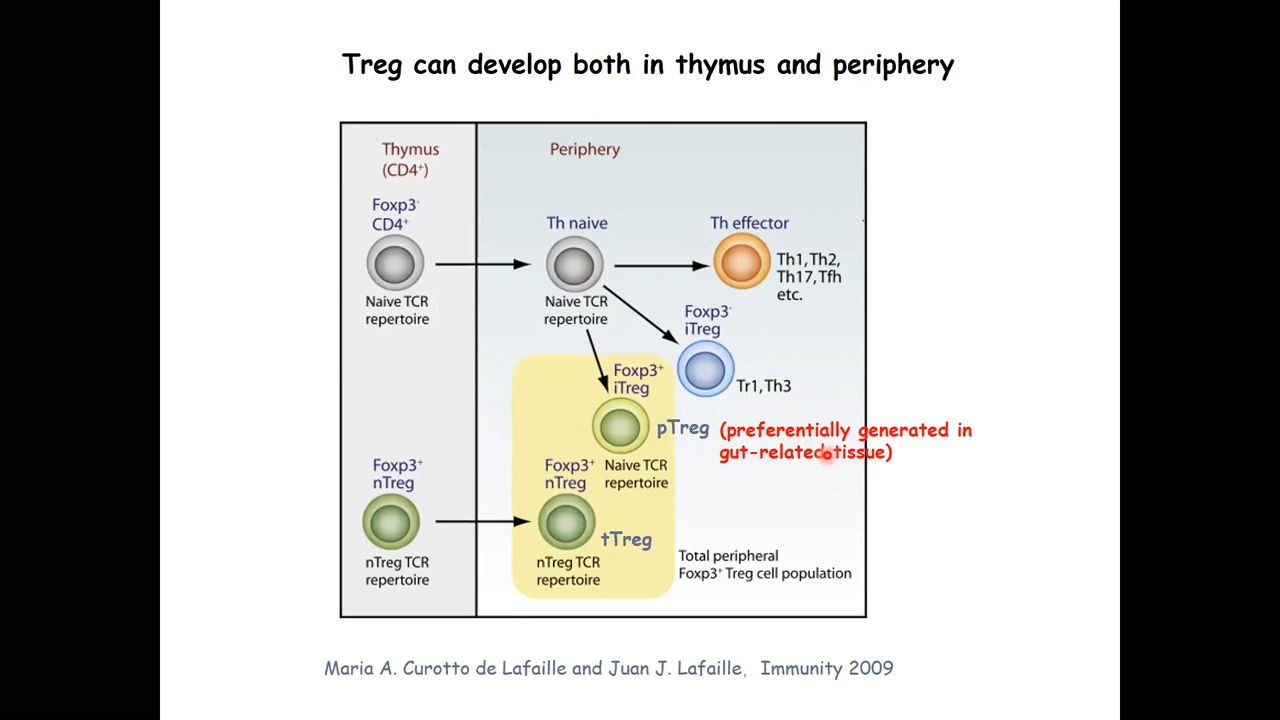 Treg can develop both in thymus and periphery
Thymus
(CD4⁺)
Periphery
Foxp3⁻
CD4⁺
Naive TCR
repertoire
Th naive
Naive TCR
repertoire
Th effector
Th1, Th2,
Th17, Tfh
etc.
Foxp3⁻
iTreg
Tr1, Th3
Foxp3⁺
iTreg
pTreg
(preferentially generated in
gut-related tissue)
Naive TCR
repertoire
Foxp3⁺
nTreg
nTreg TCR
repertoire
Foxp3⁺
nTreg
tTreg
nTreg TCR
repertoire
Total peripheral
Foxp3⁺ Treg cell population
Maria A. Curotto de Lafaille and Juan J. Lafaille, Immunity 2009